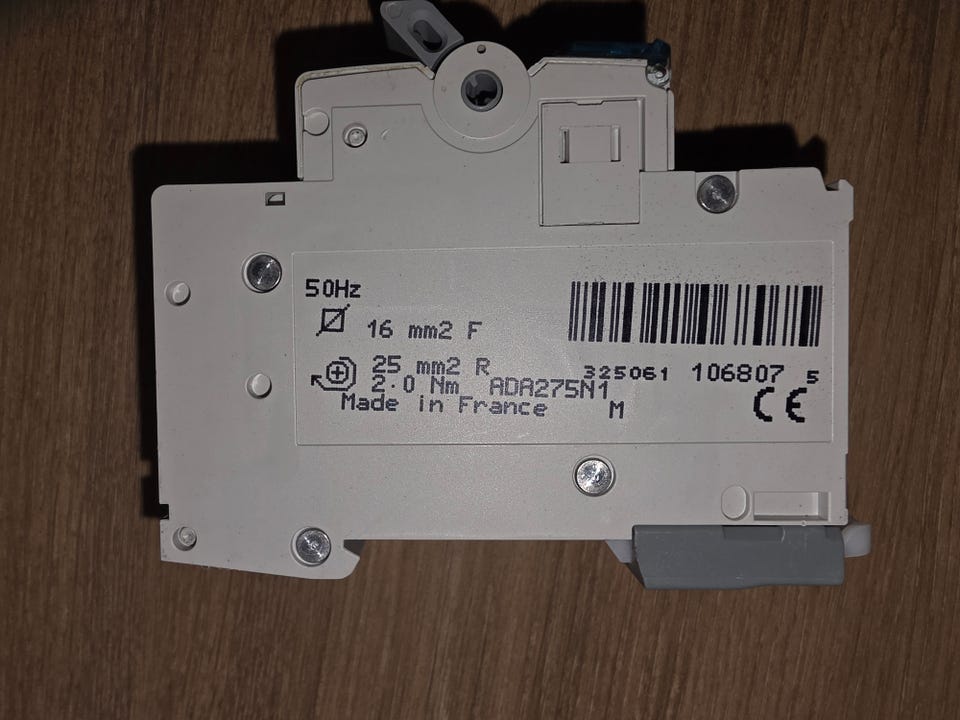 50Hz
16 mm2 F
25 mm2 R
2.0 Nm ADA275N1
Made in France M
325061 106807 5
CE